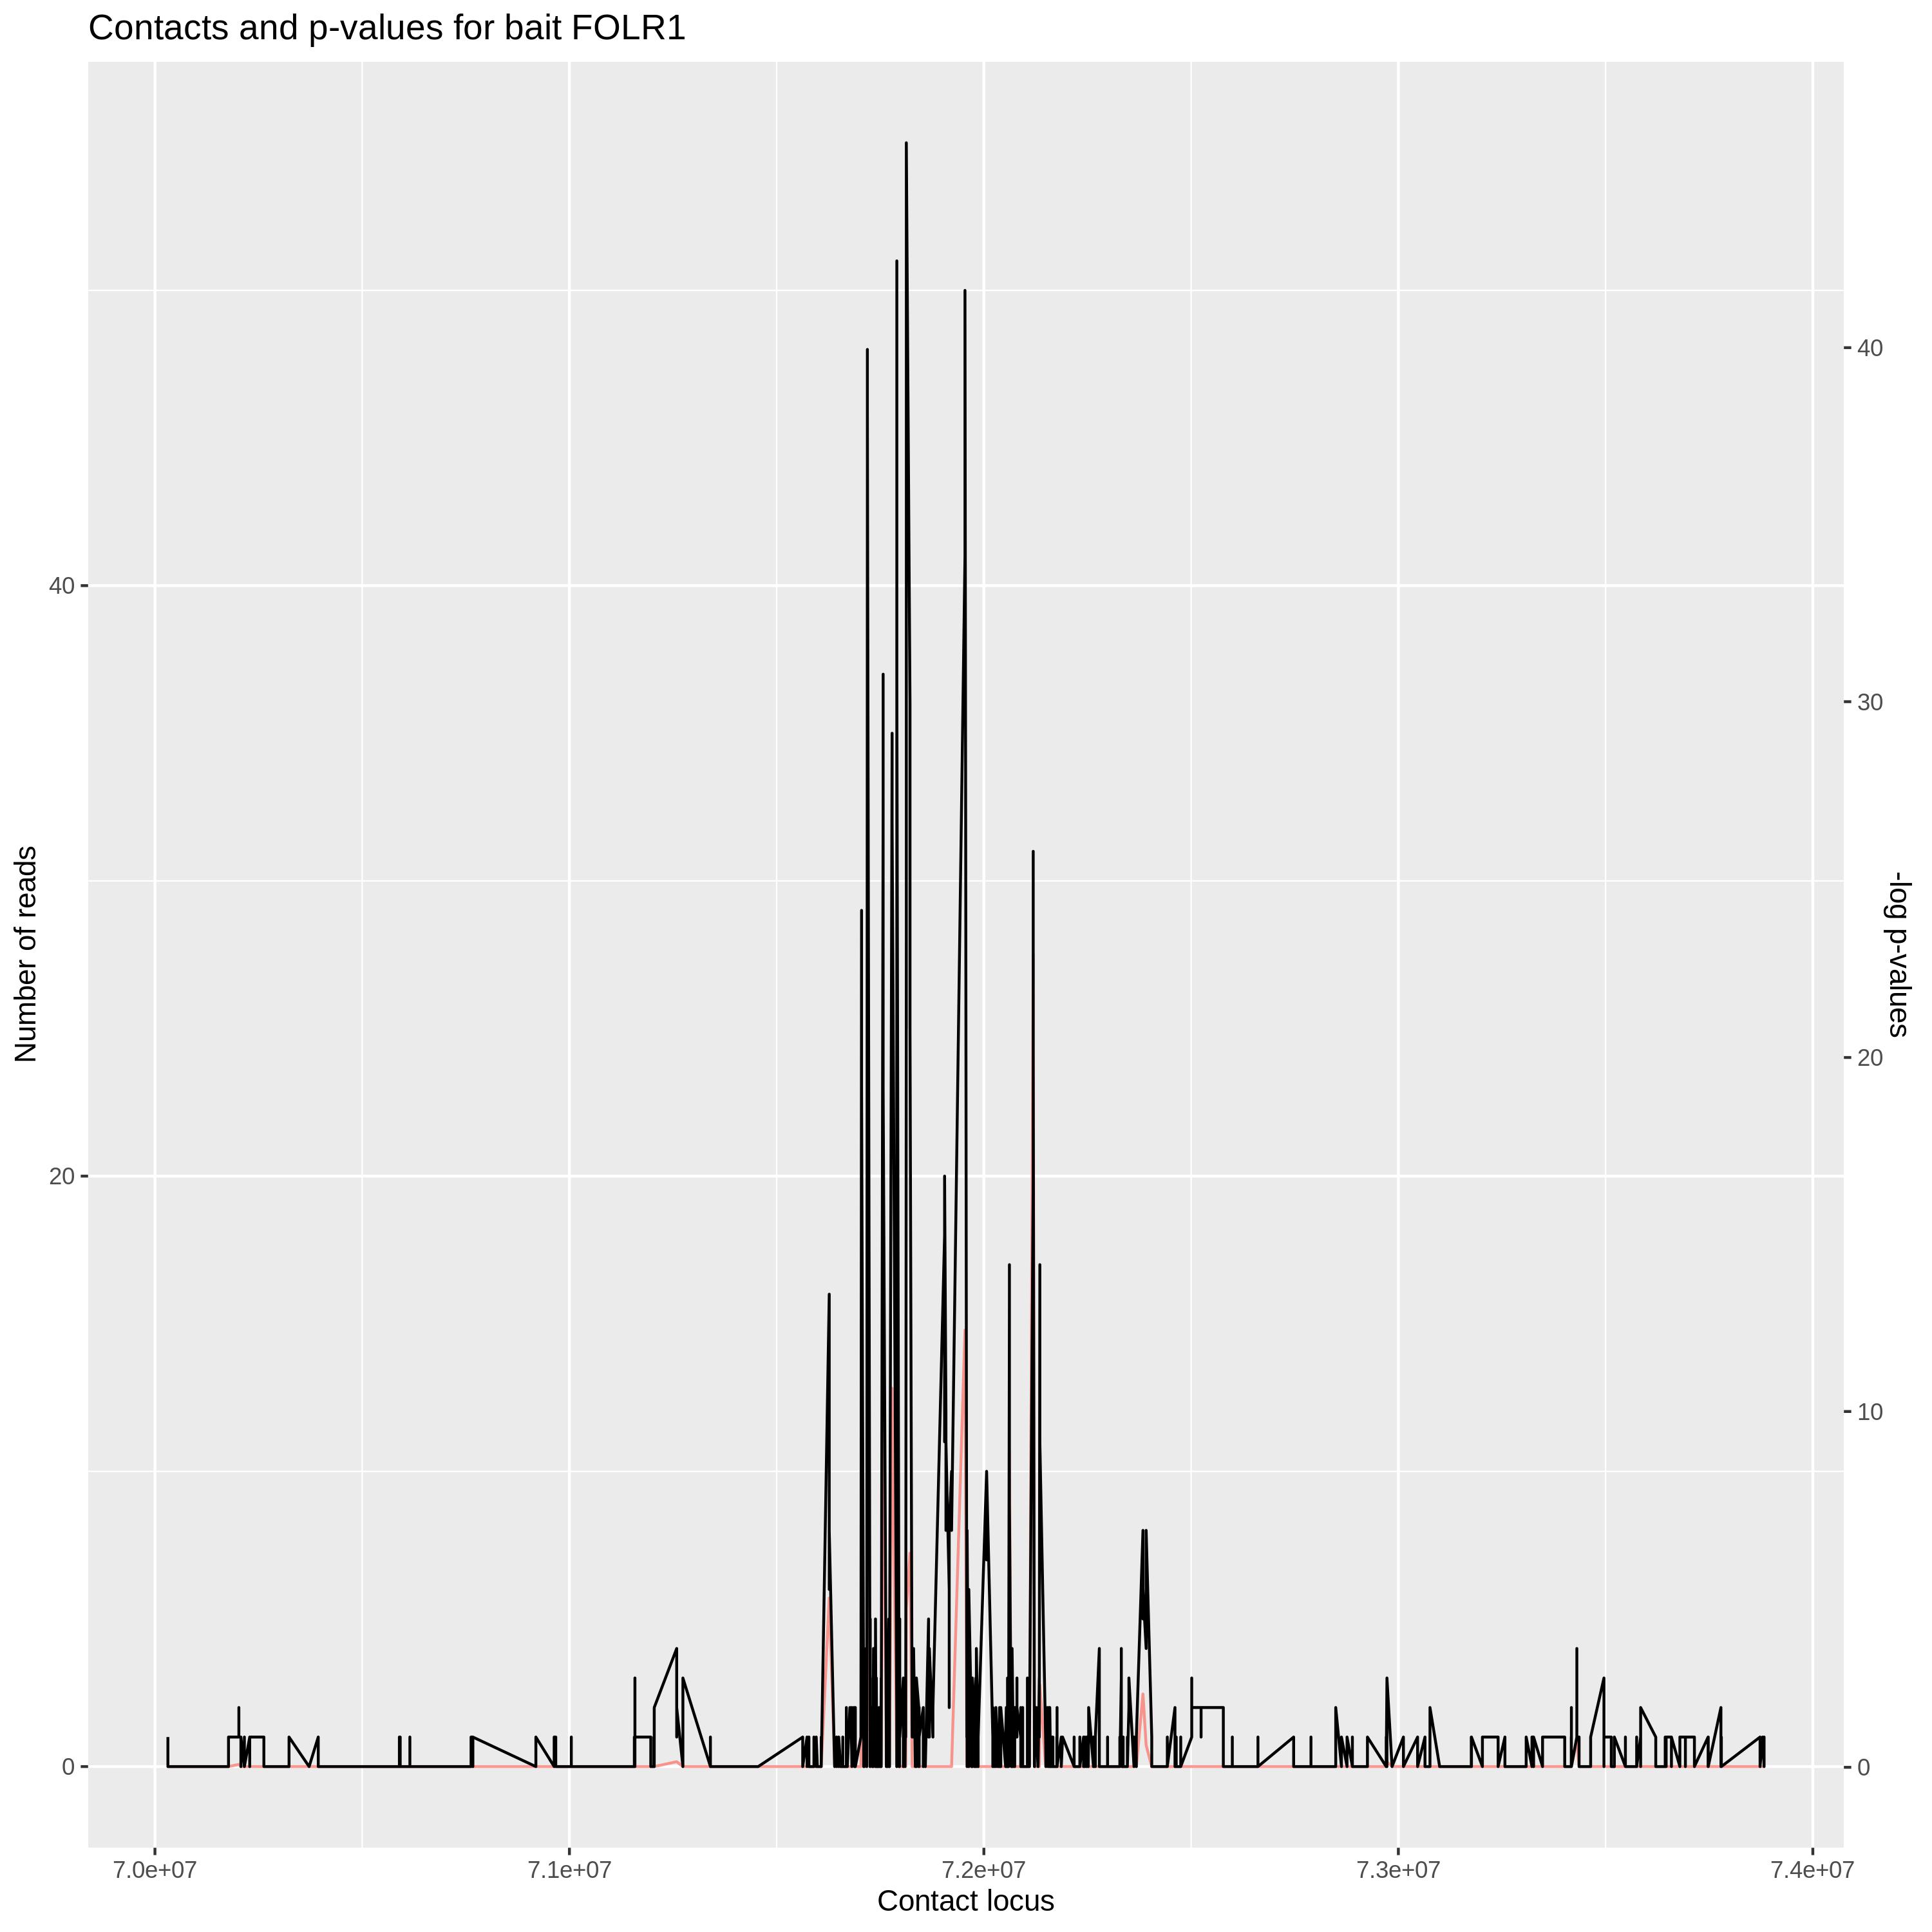 Contacts and p-values for bait FOLR1
Number of reads
40
20
0
-log p-values
40
30
20
10
0
7.0e+07 7.1e+07 7.2e+07 7.3e+07 7.4e+07
Contact locus